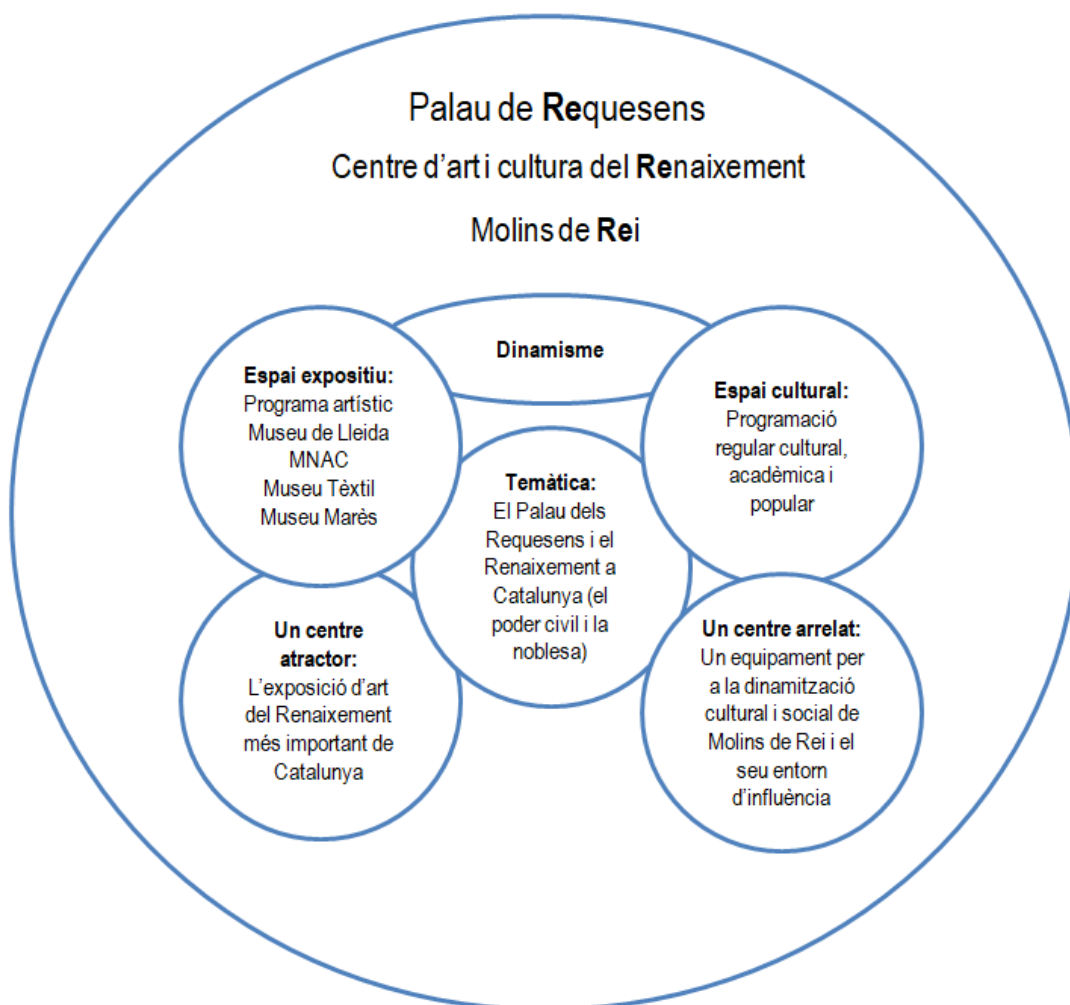 Palau de Requesens
Centre d’art i cultura del Renaixement
Molins de Rei
Dinamisme
Espai expositiu:
Programa artístic
Museu de Lleida
MNAC
Museu Tèxtil
Museu Marès
Espai cultural:
Programació
regular cultural,
acadèmica i
popular
Temàtica:
El Palau dels
Requesens i el
Renaixement a
Catalunya (el
poder civil i la
noblesa)
Un centre
atractor:
L’exposició d’art
del Renaixement
més important de
Catalunya
Un centre arrelat:
Un equipament per
a la dinamització
cultural i social de
Molins de Rei i el
seu entorn
d’influència